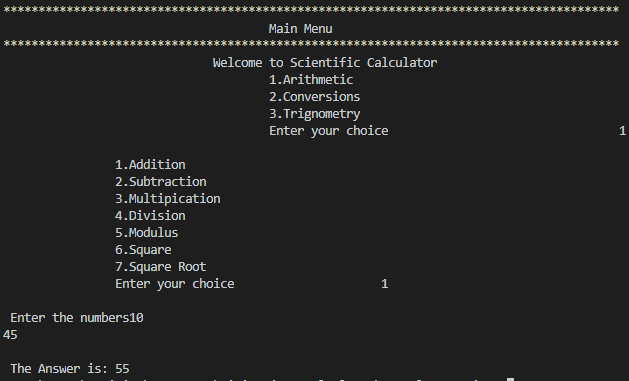 ****************************************************************************************
Main Menu
****************************************************************************************
Welcome to Scientific Calculator
1.Arithmetic
2.Conversions
3.Trignometry
Enter your choice 1
1.Addition
2.Subtraction
3.Multipication
4.Division
5.Modulus
6.Square
7.Square Root
Enter your choice 1
Enter the numbers10
45
The Answer is: 55